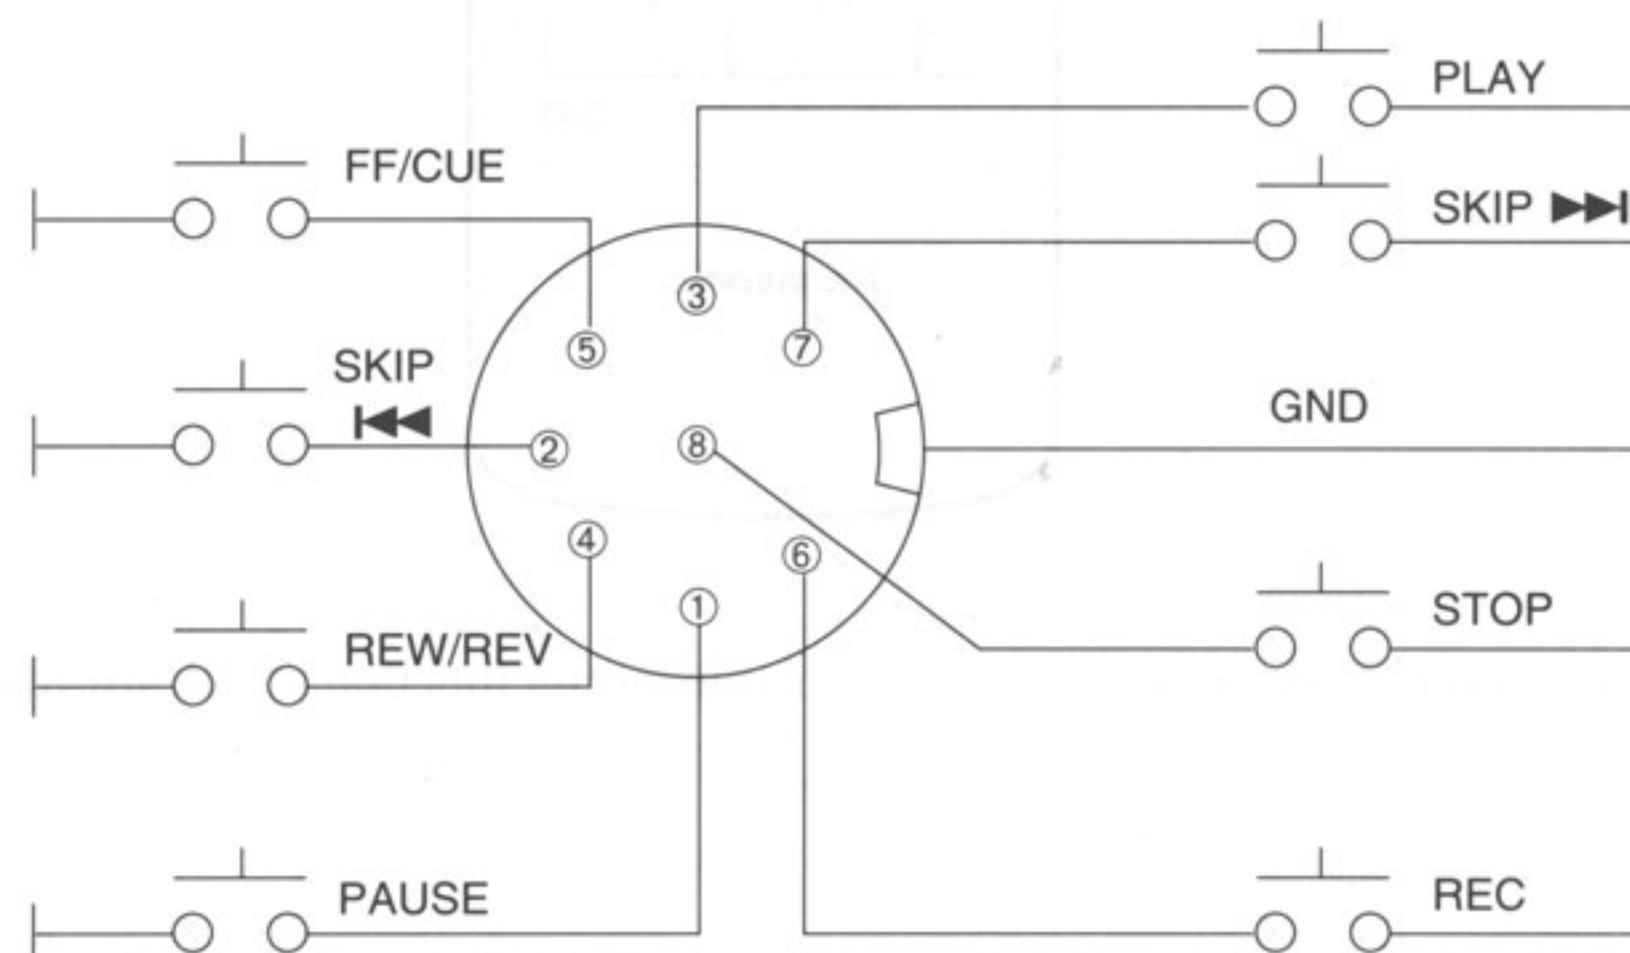 PLAY
FF/CUE
SKIP
③
⑤
⑦
SKIP
GND
②
⑧
④
⑥
①
STOP
REW/REV
PAUSE
REC